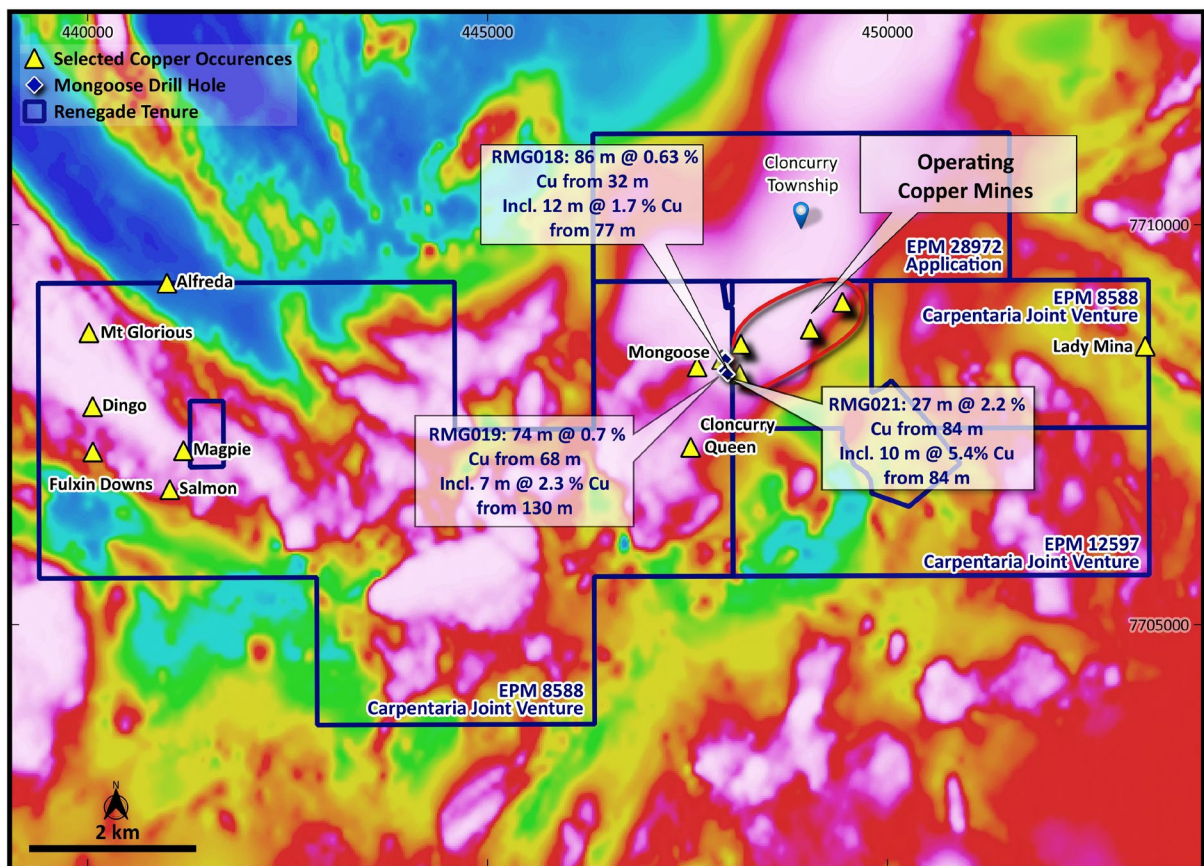 440000
445000
450000
Selected Copper Occurences
Mongoose Drill Hole
Renegade Tenure
RMG018: 86 m @ 0.63 %
Cu from 32 m
Incl. 12 m @ 1.7 % Cu
from 77 m
Cloncurry
Township
Operating
Copper Mines
7710000
EPM 28972
Application
Alfreda
EPM 8588
Carpentaria Joint Venture
Mt Glorious
Mongoose
Lady Mina
Dingo
RMG019: 74 m @ 0.7 %
Cu from 68 m
Incl. 7 m @ 2.3 % Cu
from 130 m
Cloncurry
Queen
RMG021: 27 m @ 2.2 %
Cu from 84 m
Incl. 10 m @ 5.4% Cu
from 84 m
Magpie
Fulxin Downs
Salmon
EPM 12597
Carpentaria Joint Venture
7705000
EPM 8588
Carpentaria Joint Venture
N
2 km